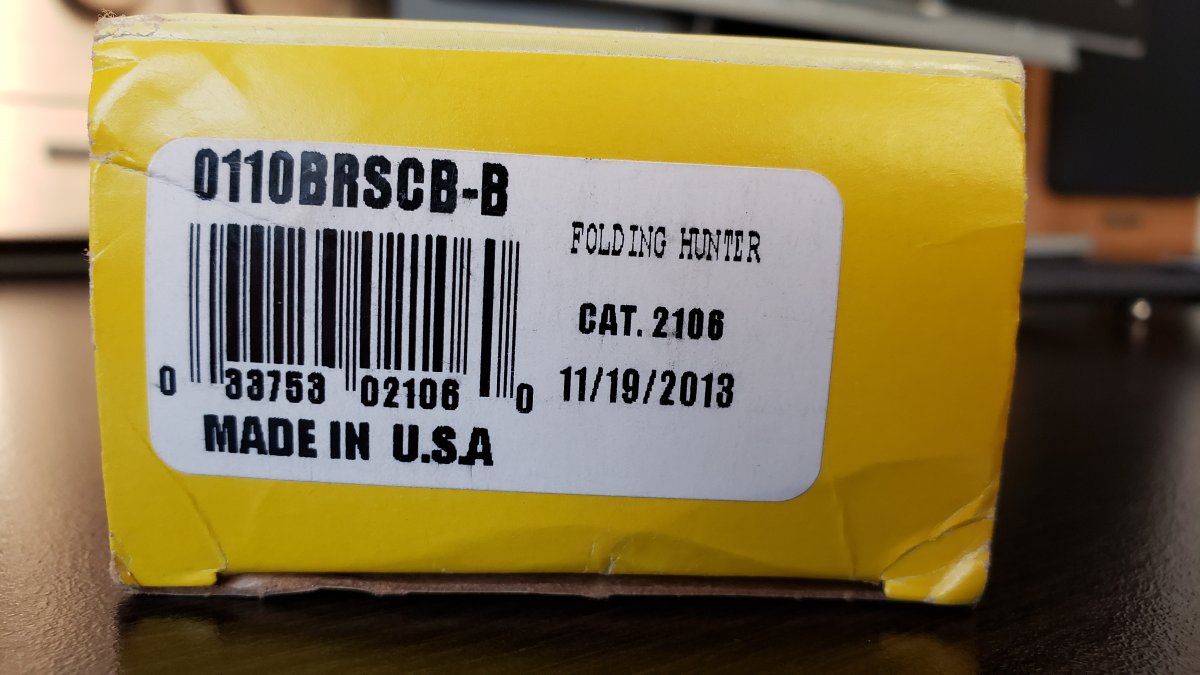 0110BRSCB-B
FOLDING HUNTER
CAT. 2106
11/19/2013
0 33753 02106 0
MADE IN U.S.A